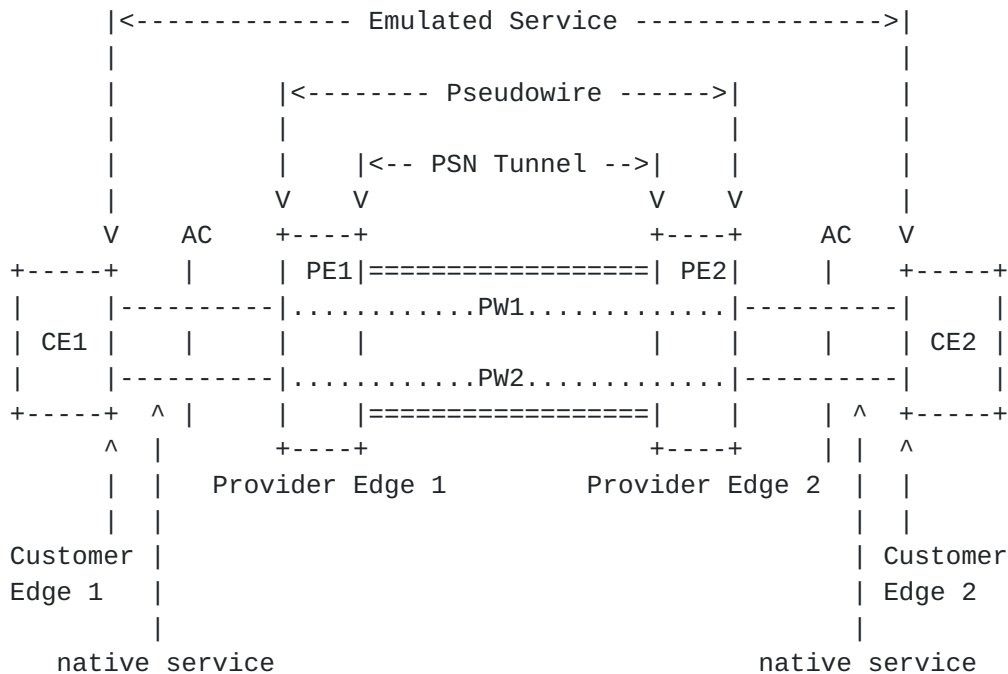 |<-------------- Emulated Service ---------------->|
|                                                  |
|          |<-------- Pseudowire ------>|          |
|          |                            |          |
|          |    |<-- PSN Tunnel -->|    |          |
|          V    V                  V    V          |
V    AC    +----+                  +----+     AC   V
+-----+    |     | PE1|==================| PE2|     |    +-----+
|     |----------|............PW1.............|----------|     |
| CE1 |    |     |    |                  |    |     |    | CE2 |
|     |----------|............PW2.............|----------|     |
+-----+  ^ |     |    |==================|    |     | ^  +-----+
^  |       +----+                  +----+     | |  ^
|  |   Provider Edge 1         Provider Edge 2  |  |
|  |                                            |  |
Customer |                                            | Customer
Edge 1   |                                            | Edge 2
|                                            |
native service                               native service